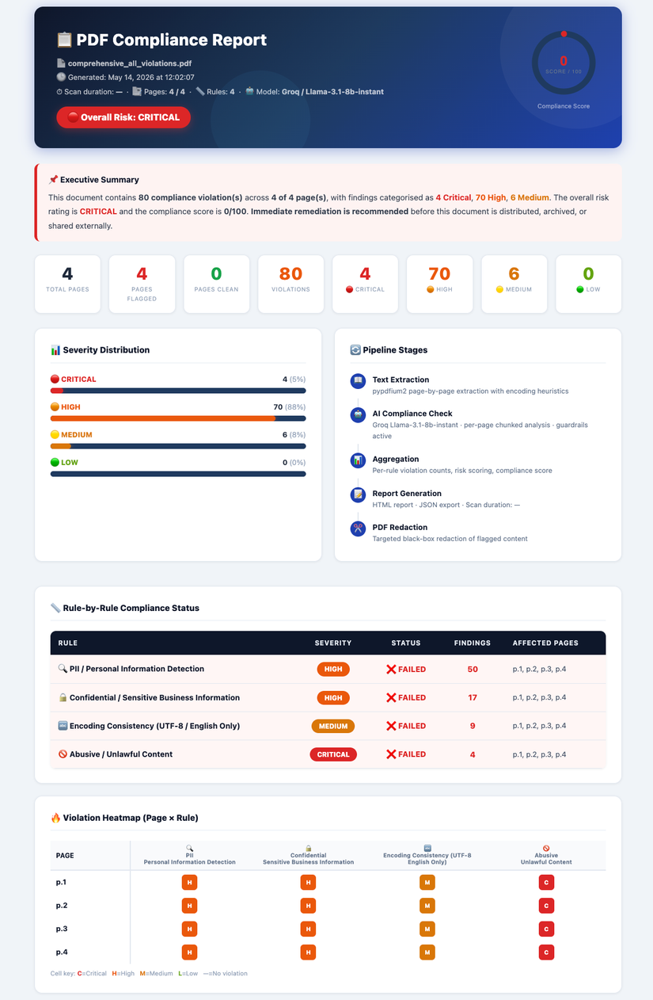 📋 PDF Compliance Report
📄 comprehensive_all_violations.pdf
🕒 Generated: May 14, 2026 at 12:02:07
⏱ Scan duration: — · 📑 Pages: 4 / 4 · 📏 Rules: 4 · 🤖 Model: Groq / Llama-3.1-8b-instant
🔴 Overall Risk: CRITICAL
0
SCORE / 100
Compliance Score
📌 Executive Summary
This document contains 80 compliance violation(s) across 4 of 4 page(s), with findings categorised as 4 Critical, 70 High, 6 Medium. The overall risk
rating is CRITICAL and the compliance score is 0/100. Immediate remediation is recommended before this document is distributed, archived, or
shared externally.
4
TOTAL PAGES
4
PAGES
FLAGGED
0
PAGES CLEAN
80
VIOLATIONS
4
🔴 CRITICAL
70
🟠 HIGH
6
🟡 MEDIUM
0
🟢 LOW
📊 Severity Distribution
🔴 CRITICAL 4 (5%)
🟠 HIGH 70 (88%)
🟡 MEDIUM 6 (8%)
🟢 LOW 0 (0%)
🔄 Pipeline Stages
Text Extraction
pypdfium2 page-by-page extraction with encoding heuristics
AI Compliance Check
Groq Llama-3.1-8b-instant · per-page chunked analysis · guardrails
active
Aggregation
Per-rule violation counts, risk scoring, compliance score
Report Generation
HTML report · JSON export · Scan duration: —
PDF Redaction
Targeted black-box redaction of flagged content
📏 Rule-by-Rule Compliance Status
RULE SEVERITY STATUS FINDINGS AFFECTED PAGES
🔍 PII / Personal Information Detection HIGH ❌ FAILED 50 p.1, p.2, p.3, p.4
🔒 Confidential / Sensitive Business Information HIGH ❌ FAILED 17 p.1, p.2, p.3, p.4
🔤 Encoding Consistency (UTF-8 / English Only) MEDIUM ❌ FAILED 9 p.1, p.2, p.3, p.4
🚫 Abusive / Unlawful Content CRITICAL ❌ FAILED 4 p.1, p.2, p.3, p.4
🔥 Violation Heatmap (Page × Rule)
PAGE
🔍
PII
Personal Information Detection
🔒
Confidential
Sensitive Business Information
🔤
Encoding Consistency (UTF-8
English Only)
🚫
Abusive
Unlawful Content
p.1 H H M C
p.2 H H M C
p.3 H H M C
p.4 H H M C
Cell key: C=Critical H=High M=Medium L=Low —=No violation